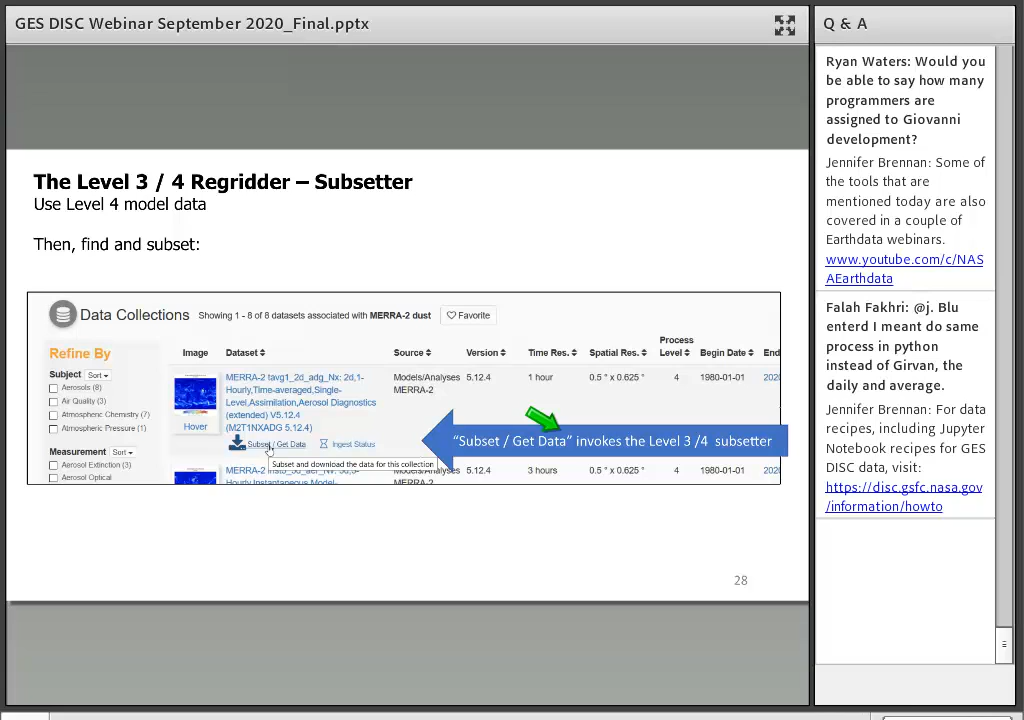 GES DISC Webinar September 2020_Final.pptx
The Level 3 / 4 Regridder – Subsetter
Use Level 4 model data
Then, find and subset:
Data Collections Showing 1 - 8 of 8 datasets associated with MERRA-2 dust Favorite
Refine By
Subject Sort
Aerosols (8)
Air Quality (3)
Atmospheric Chemistry (7)
Atmospheric Pressure (1)
Measurement Sort
Aerosol Extinction (3)
Aerosol Optical
Image Dataset Source Version Time Res. Spatial Res. Process Level Begin Date End
MERRA-2 tavg1_2d_adg_Nx: 2d,1-
Hourly,Time-averaged,Single-
Level,Assimilation,Aerosol Diagnostics
(extended) V5.12.4
(M2T1NXADG 5.12.4)
Models/Analyses
MERRA-2
5.12.4 1 hour 0.5 ° x 0.625 ° 4 1980-01-01 2020
Hover
Subset / Get Data Ingest Status
Subset and download the data for this collection
"Subset / Get Data" invokes the Level 3 /4 subsetter
MERRA-2
Hourly,Instantaneous,Model-
MERRA-2
5.12.4 3 hours 0.5 ° x 0.625 ° 4 1980-01-01 2020
28
Q & A
Ryan Waters: Would you
be able to say how many
programmers are
assigned to Giovanni
development?
Jennifer Brennan: Some of
the tools that are
mentioned today are also
covered in a couple of
Earthdata webinars.
www.youtube.com/c/NAS
AEarthdata
Falah Fakhri: @j. Blu
enterd I meant do same
process in python
instead of Girvan, the
daily and average.
Jennifer Brennan: For data
recipes, including Jupyter
Notebook recipes for GES
DISC data, visit:
https://disc.gsfc.nasa.gov
/information/howto